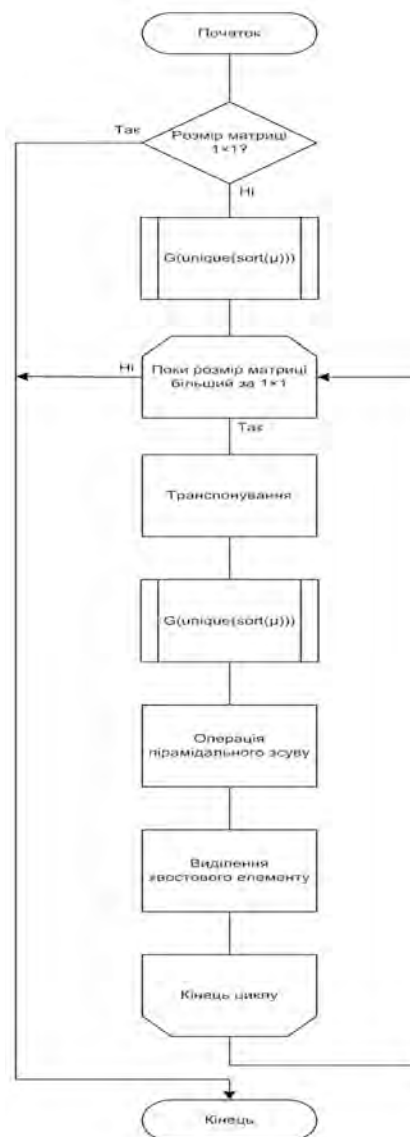 Початок
Так
Розмір матриці
1×1?
Ні
G(unique(sort(μ)))
Ні
Поки розмір матриці
більший за 1×1
Так
Транспонування
G(unique(sort(μ)))
Операція
пірамідального зсуву
Виділення
хвостового елементу
Кінець циклу
Кінець